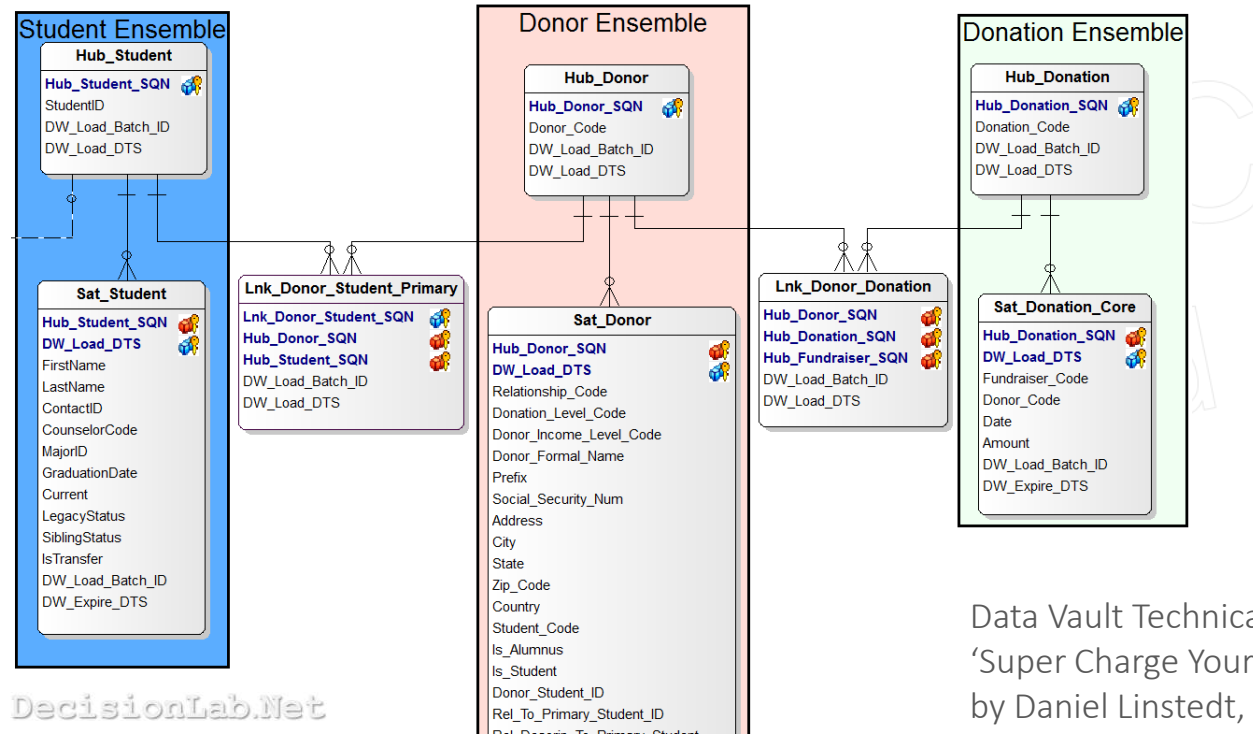 Student Ensemble
Hub_Student
Hub_Student_SQN
StudentID
DW_Load_Batch_ID
DW_Load_DTS
Sat_Student
Hub_Student_SQN
DW_Load_DTS
FirstName
LastName
ContactID
CounselorCode
MajorID
GraduationDate
Current
LegacyStatus
SiblingStatus
IsTransfer
DW_Load_Batch_ID
DW_Expire_DTS
Lnk_Donor_Student_Primary
Lnk_Donor_Student_SQN
Hub_Donor_SQN
Hub_Student_SQN
DW_Load_Batch_ID
DW_Load_DTS
Donor Ensemble
Hub_Donor
Hub_Donor_SQN
Donor_Code
DW_Load_Batch_ID
DW_Load_DTS
Sat_Donor
Hub_Donor_SQN
DW_Load_DTS
Relationship_Code
Donation_Level_Code
Donor_Income_Level_Code
Donor_Formal_Name
Prefix
Social_Security_Num
Address
City
State
Zip_Code
Country
Student_Code
Is_Alumnus
Is_Student
Donor_Student_ID
Rel_To_Primary_Student_ID
Rel_Descrip_To_Primary_Student
Lnk_Donor_Donation
Hub_Donor_SQN
Hub_Donation_SQN
Hub_Fundraiser_SQN
DW_Load_Batch_ID
DW_Load_DTS
Donation Ensemble
Hub_Donation
Hub_Donation_SQN
Donation_Code
DW_Load_Batch_ID
DW_Load_DTS
Sat_Donation_Core
Hub_Donation_SQN
DW_Load_DTS
Fundraiser_Code
Donor_Code
Date
Amount
DW_Load_Batch_ID
DW_Expire_DTS
Data Vault Technica
‘Super Charge Your
by Daniel Linstedt,
DecisionLab.Net